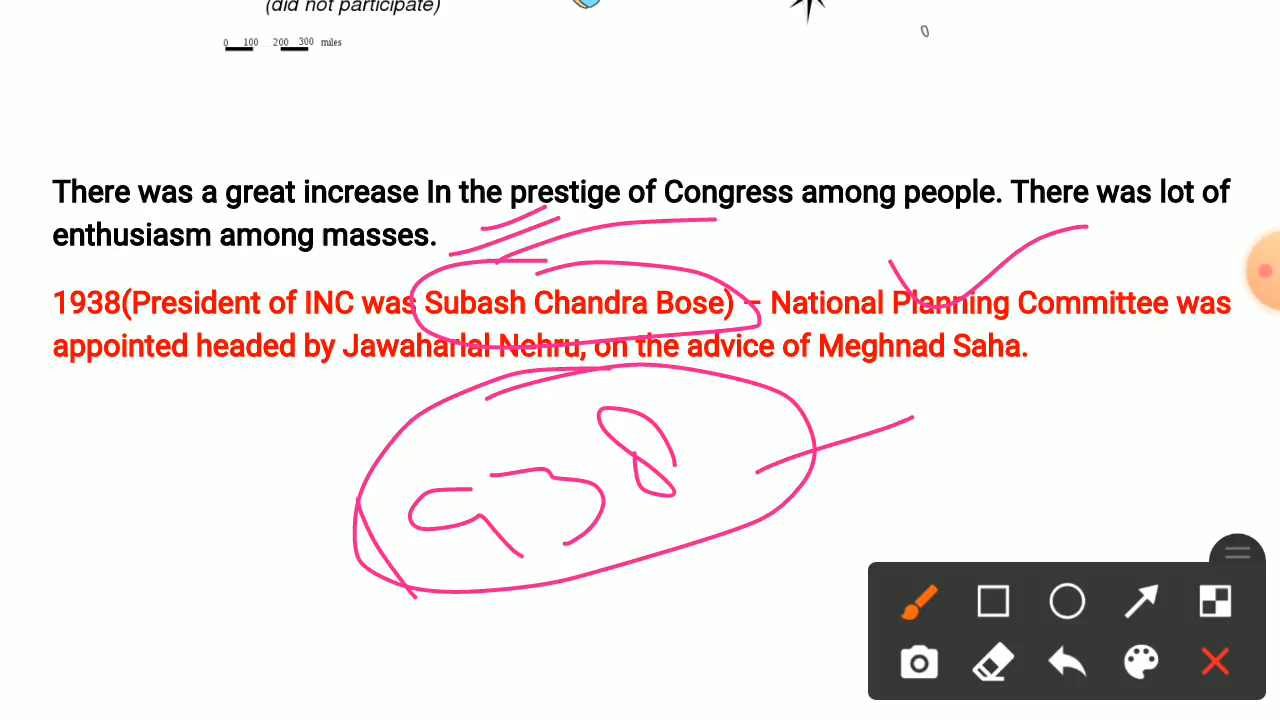 (did not participate)
0 100 200 300 miles
0
There was a great increase In the prestige of Congress among people. There was lot of
enthusiasm among masses.
1938(President of INC was Subash Chandra Bose) - National Planning Committee was
appointed headed by Jawaharlal Nehru, on the advice of Meghnad Saha.
938